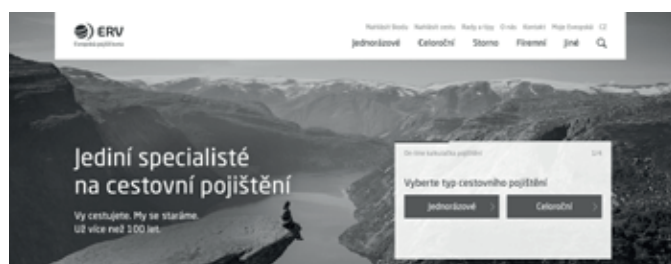 ERV
Evropská pojišťovna
Nahlásit škodu Nahlásit cestu Rady a tipy O nás Kontakt Moje Evropská CZ
Jednorázové Celoroční Storno Firemní Jiné
Jediní specialisté
na cestovní pojištění
Vy cestujete. My se staráme.
Už více než 100 let.
On-line kalkulačka pojištění 1/4
Vyberte typ cestovního pojištění
Jednorázové Celoroční